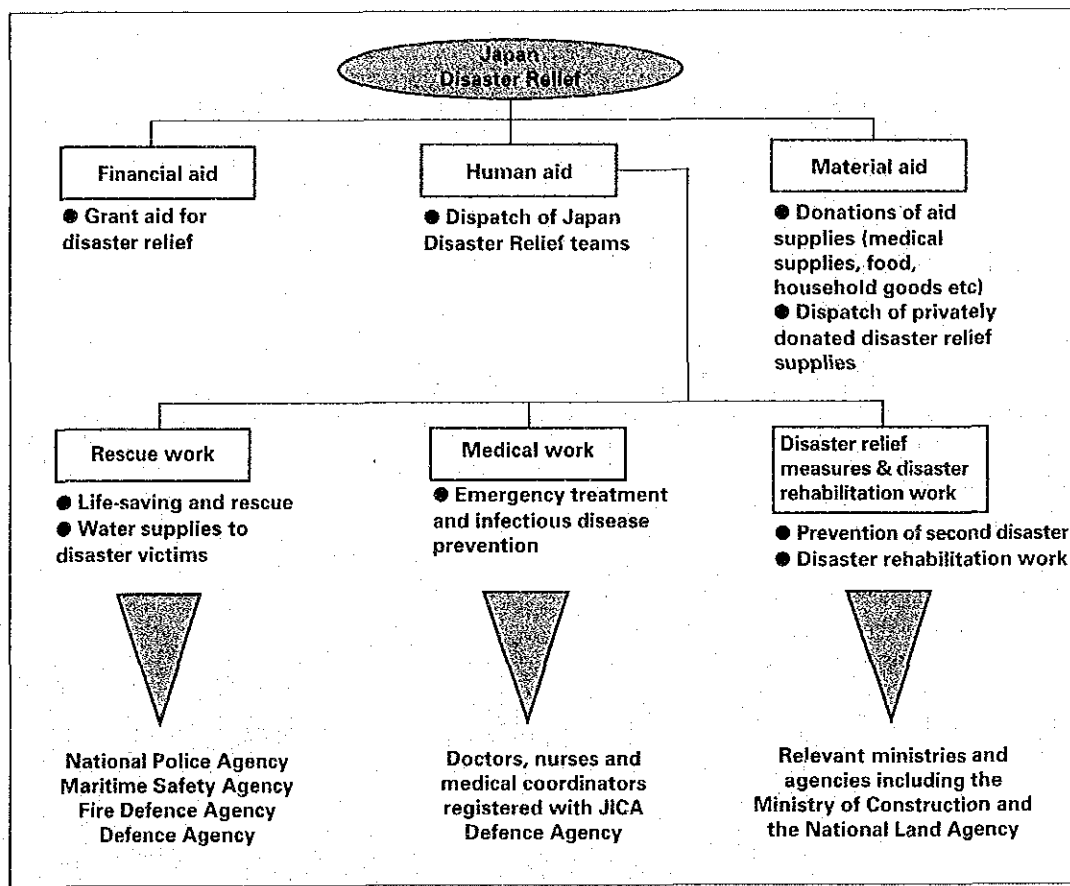 Japan
Disaster Relief
Financial aid
● Grant aid for
disaster relief
Human aid
● Dispatch of Japan
Disaster Relief teams
Material aid
● Donations of aid
supplies (medical
supplies, food,
household goods etc)
● Dispatch of privately
donated disaster relief
supplies
Rescue work
● Life-saving and rescue
● Water supplies to
disaster victims
Medical work
● Emergency treatment
and infectious disease
prevention
Disaster relief
measures & disaster
rehabilitation work
● Prevention of second disaster
● Disaster rehabilitation work
National Police Agency
Maritime Safety Agency
Fire Defence Agency
Defence Agency
Doctors, nurses and
medical coordinators
registered with JICA
Defence Agency
Relevant ministries and
agencies including the
Ministry of Construction and
the National Land Agency